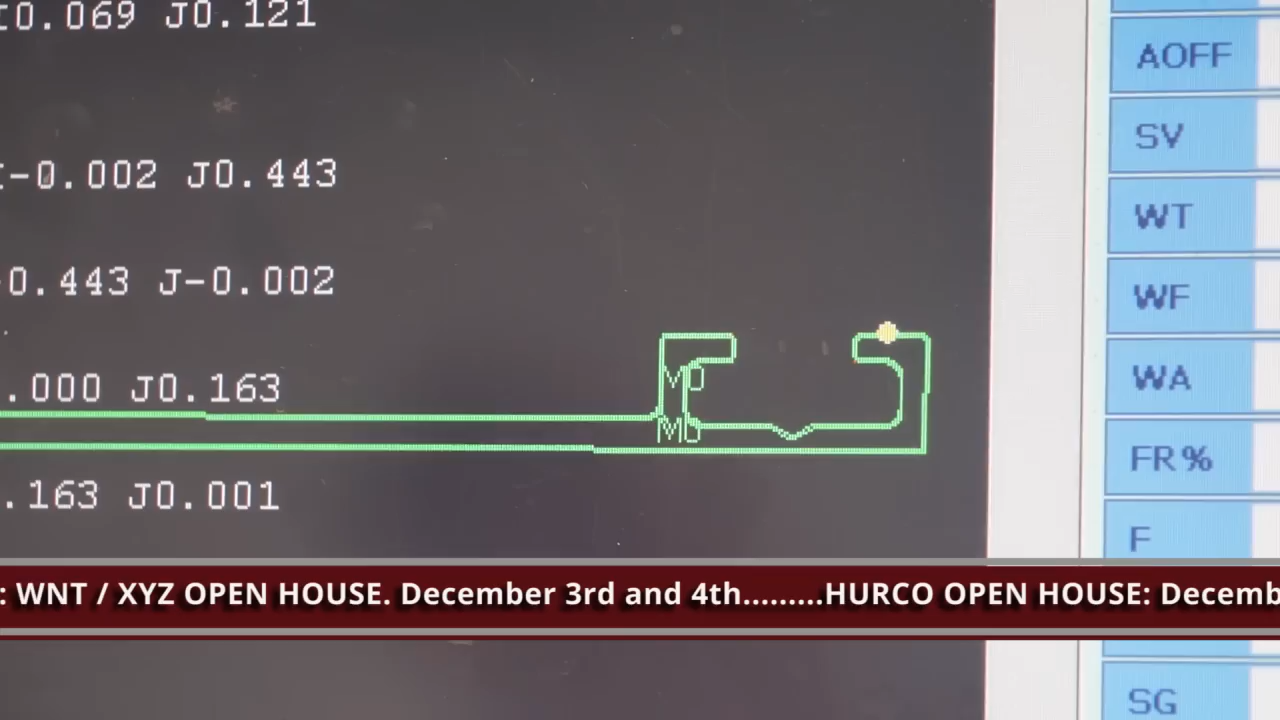 I0.069 J0.121
I-0.002 J0.443
0.443 J-0.002
.000 J0.163
.163 J0.001
M0
M0
AOFF
SV
WT
WF
WA
FR%
F
SG
: WNT / XYZ OPEN HOUSE. December 3rd and 4th.........HURCO OPEN HOUSE: Decemb